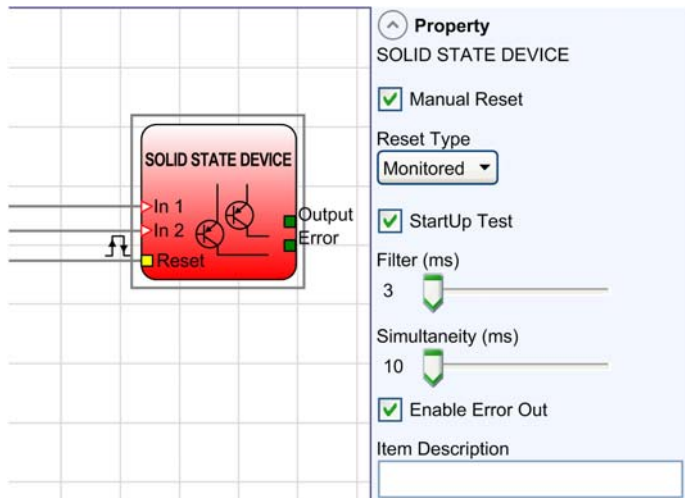 SOLID STATE DEVICE
In 1
In 2
Reset
Output
Error
Property
SOLID STATE DEVICE
Manual Reset
Reset Type
Monitored
StartUp Test
Filter (ms)
3
Simultaneity (ms)
10
Enable Error Out
Item Description